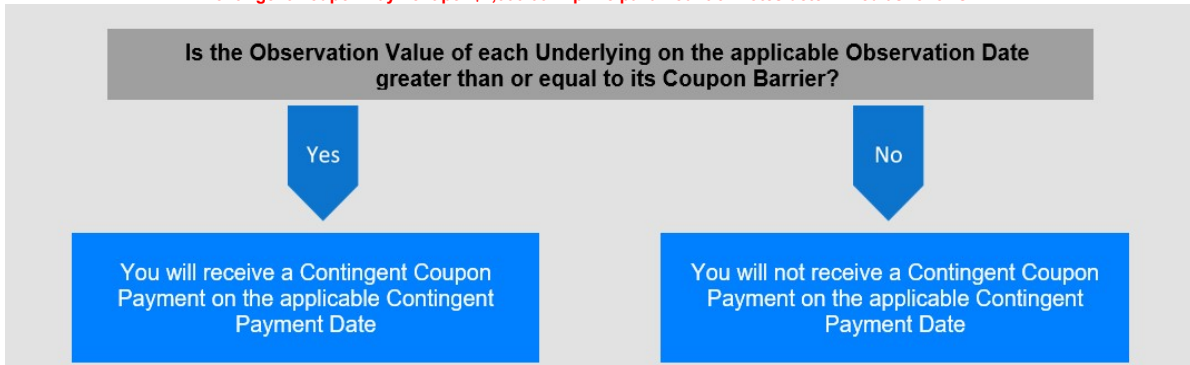 Is the Observation Value of each Underlying on the applicable Observation Date
greater than or equal to its Coupon Barrier?
Yes
No
You will receive a Contingent Coupon
Payment on the applicable Contingent
Payment Date
You will not receive a Contingent Coupon
Payment on the applicable Contingent
Payment Date